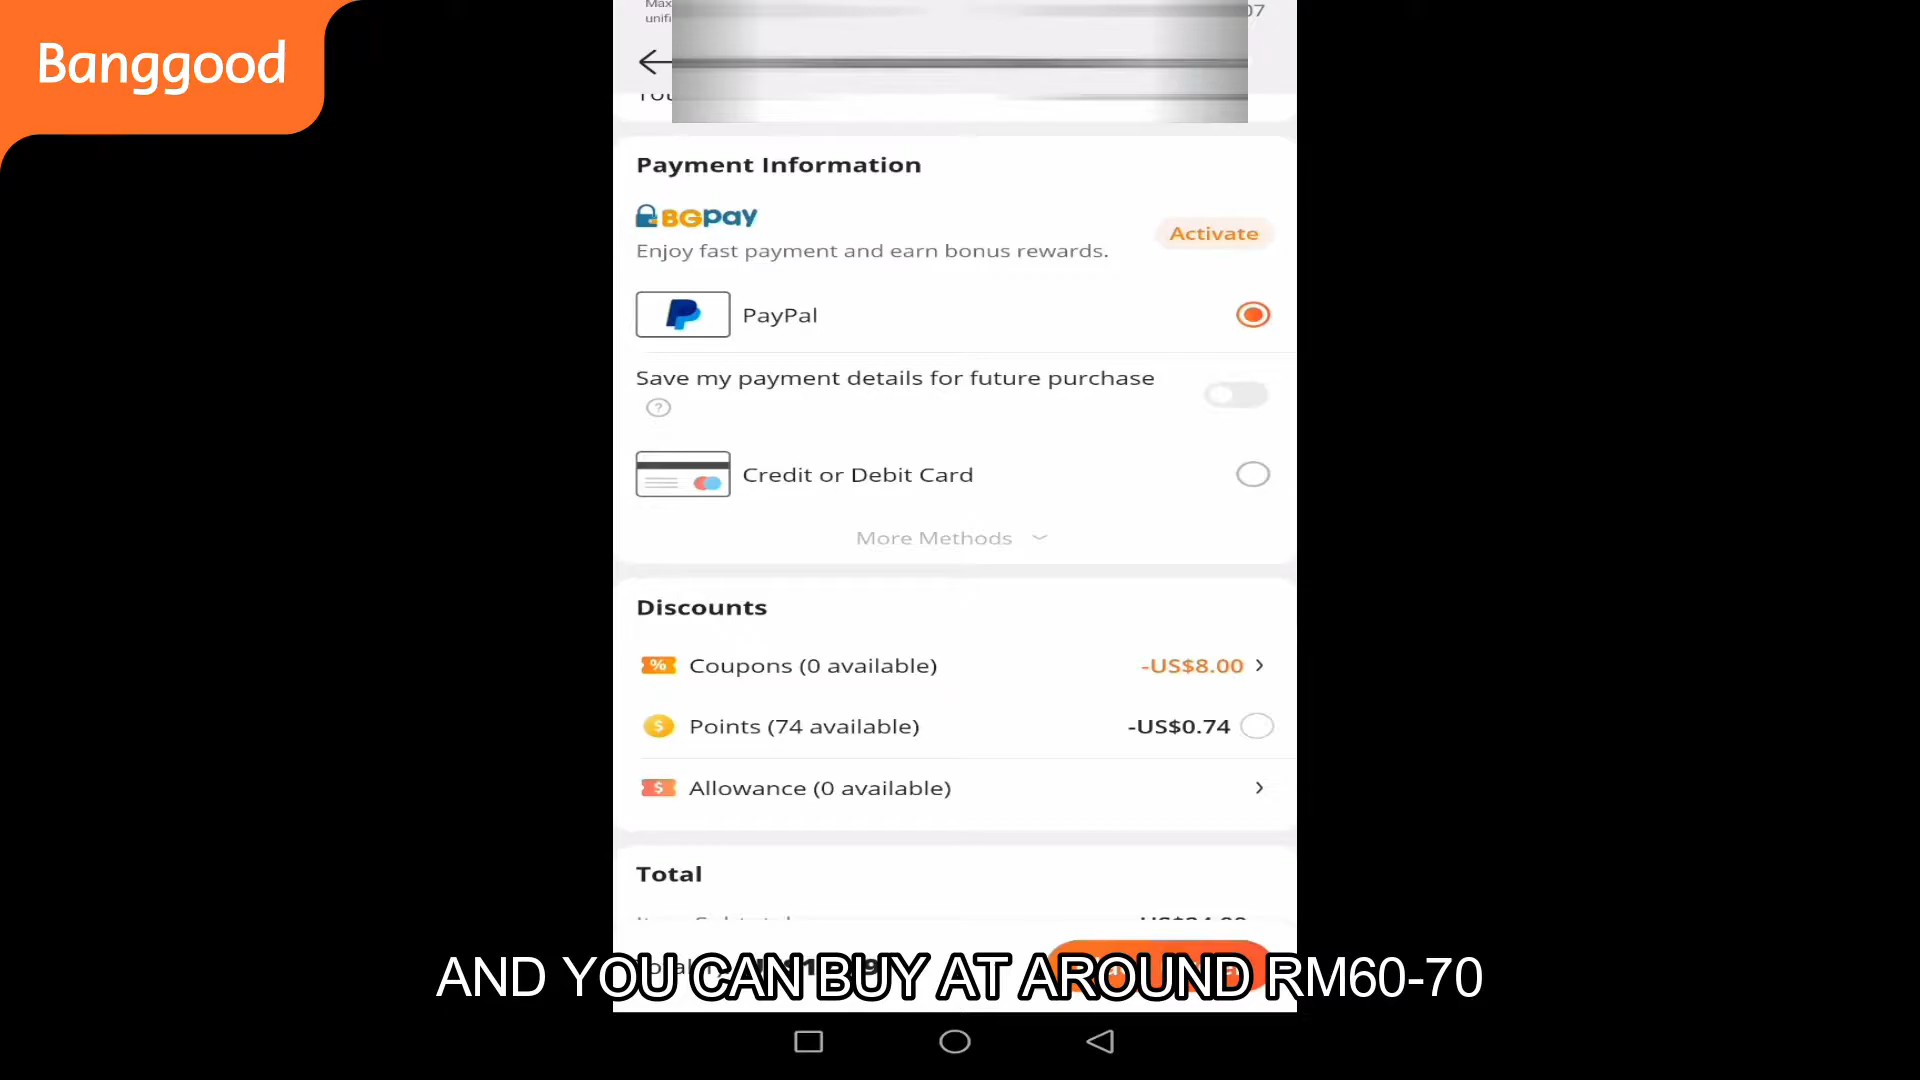 Banggood
Max
07
Payment Information
BGpay
Activate
Enjoy fast payment and earn bonus rewards.
PayPal
Save my payment details for future purchase
?
Credit or Debit Card
More Methods
Discounts
% Coupons (0 available) -US$8.00
$ Points (74 available) -US$0.74
$ Allowance (0 available)
Total
AND YOU CAN BUY AT AROUND RM60-70